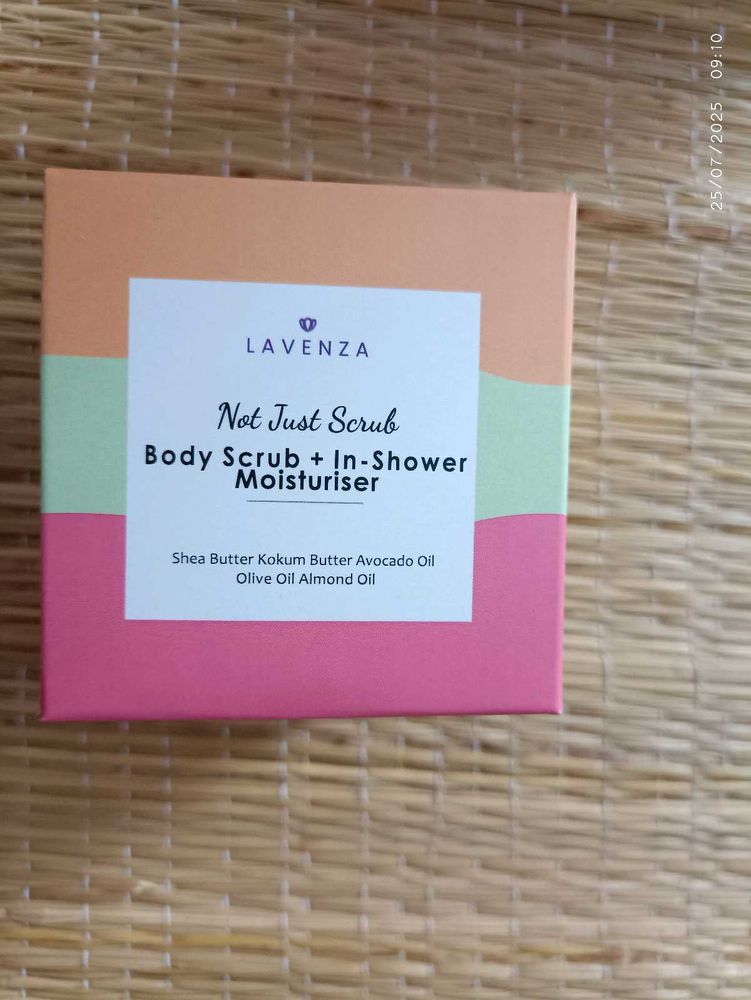 LAVENZA
Not Just Scrub
Body Scrub + In-Shower
Moisturiser
Shea Butter Kokum Butter Avocado Oil
Olive Oil Almond Oil
25/07/2025 09:10